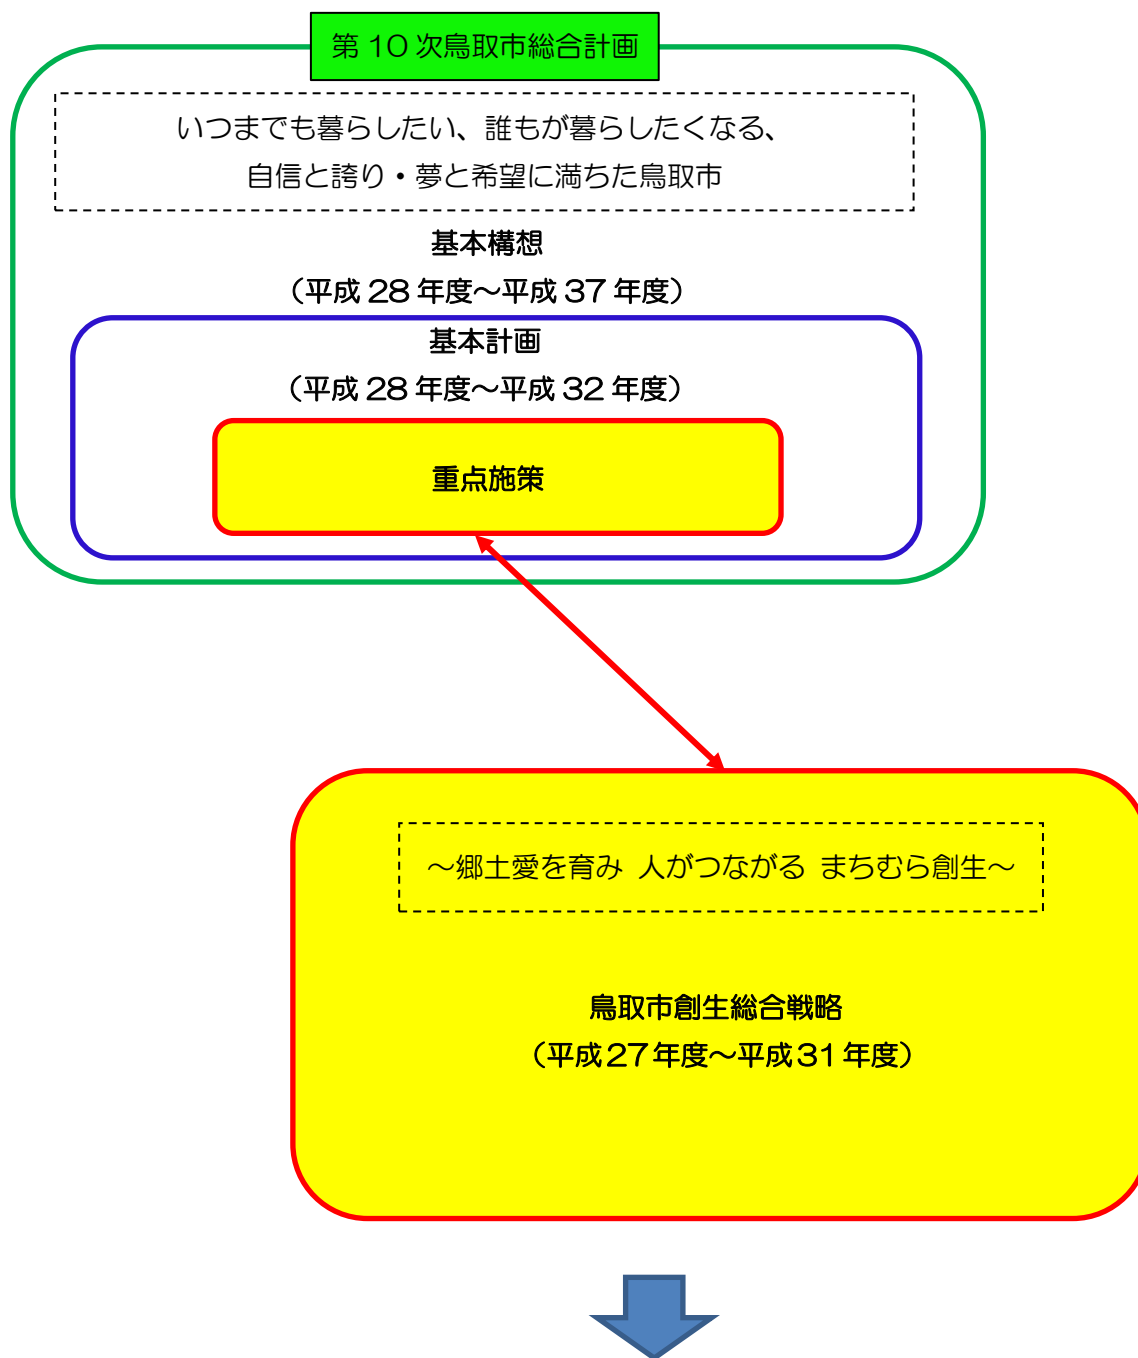 第 10 次鳥取市総合計画
いつまでも暮らしたい、誰もが暮らしたくなる、
自信と誇り・夢と希望に満ちた鳥取市
基本構想
（平成 28 年度～平成 37 年度）
基本計画
（平成 28 年度～平成 32 年度）
重点施策
～郷土愛を育み 人がつながる まちむら創生～
鳥取市創生総合戦略
（平成27年度～平成31年度）